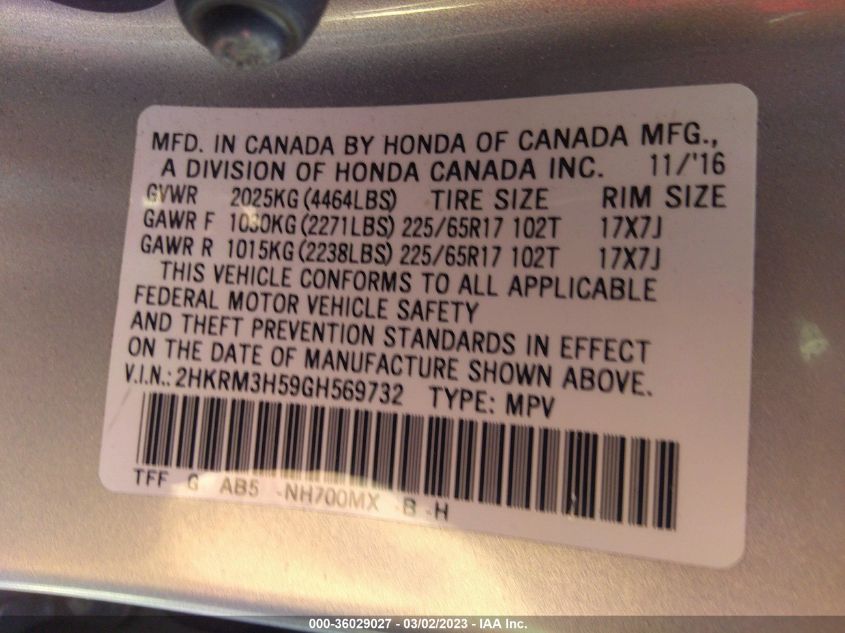 MFD. IN CANADA BY HONDA OF CANADA MFG.,
A DIVISION OF HONDA CANADA INC. 11/'16
GVWR 2025KG (4464LBS) TIRE SIZE RIM SIZE
GAWR F 1030KG (2271LBS) 225/65R17 102T 17X7J
GAWR R 1015KG (2238LBS) 225/65R17 102T 17X7J
THIS VEHICLE CONFORMS TO ALL APPLICABLE
FEDERAL MOTOR VEHICLE SAFETY
AND THEFT PREVENTION STANDARDS IN EFFECT
ON THE DATE OF MANUFACTURE SHOWN ABOVE.
V.I.N.: 2HKRM3H59GH569732 TYPE: MPV
TFF G AB5 -NH700MX -B -H
000-36029027 - 03/02/2023 - IAA Inc.